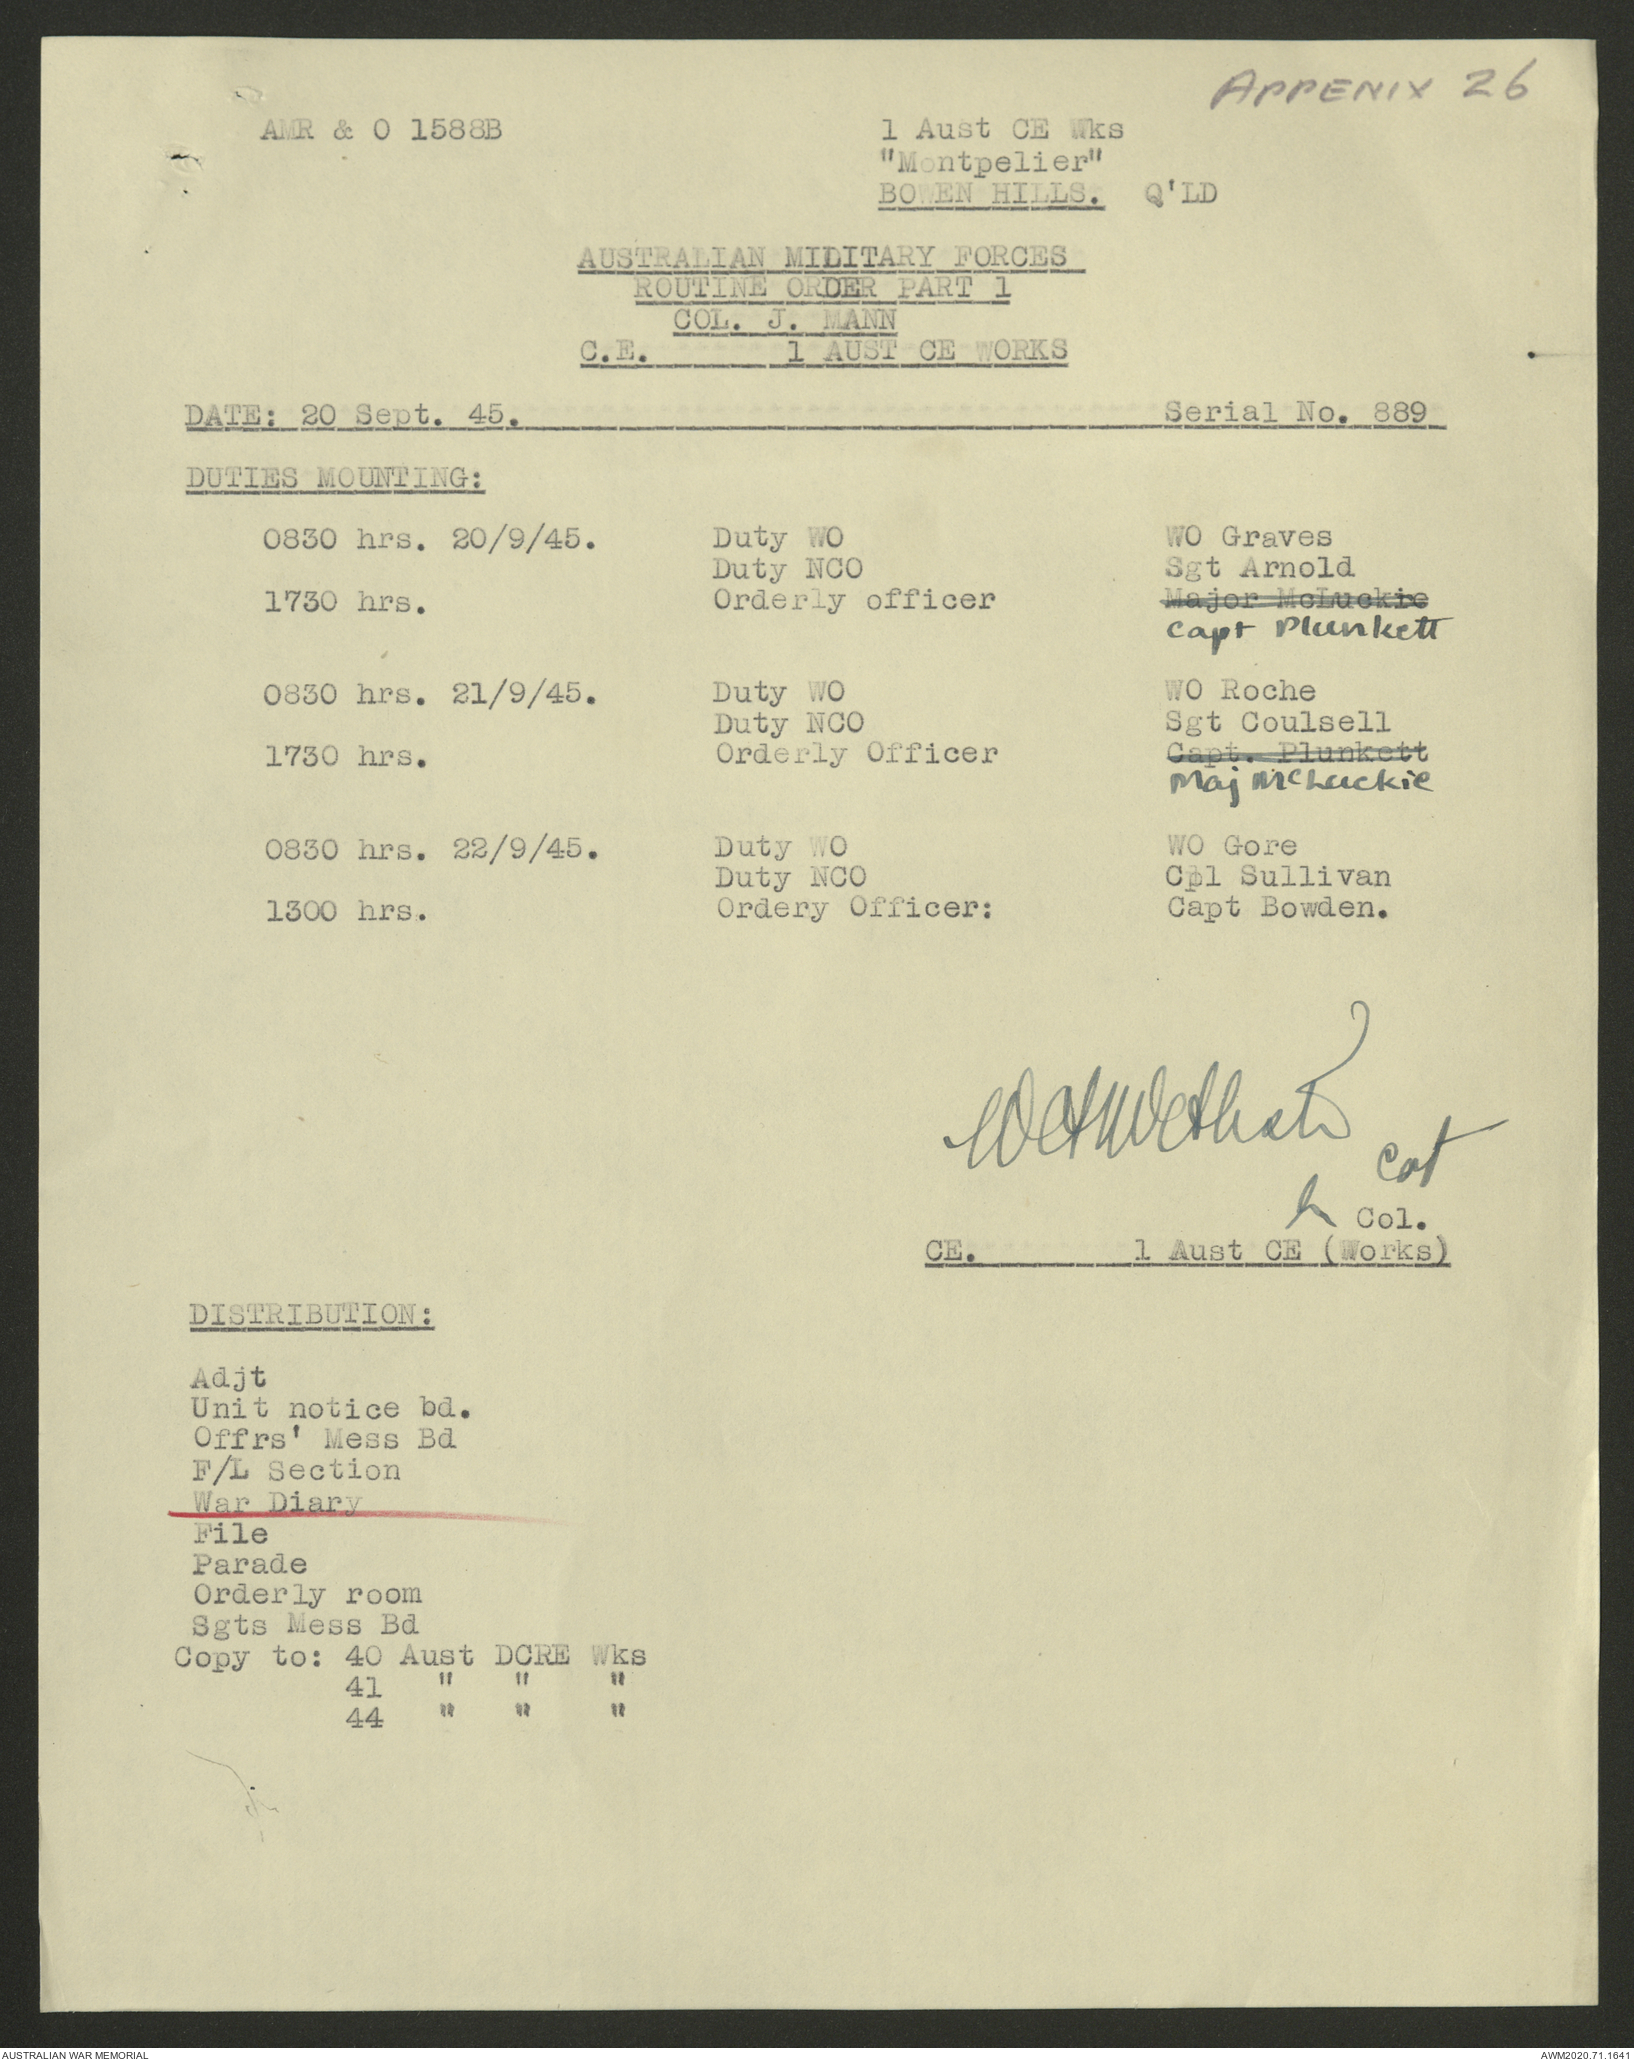 APPENIX 26
AMR & O 1588B
1 Aust CE Wks
"Montpelier"
BOWEN HILLS. Q'LD
AUSTRALIAN MIDITARY FORCES
ROUTINE ORDER PART 1
COL. J. MANN
C.E. 1 AUST CE WORKS
DATE: 20 Sept. 45. Serial No. 889
DUTIES MOUNTING:
0830 hrs. 20/9/45. Duty WO WO Graves
Duty NCO Sgt Arnold
1730 hrs. Orderly officer Major McLuckie
Capt Plunkett
0830 hrs. 21/9/45. Duty WO WO Roche
Duty NCO Sgt Coulsell
1730 hrs. Orderly Officer Capt. Plunkett
Maj McLuckie
0830 hrs. 22/9/45. Duty WO WO Gore
Duty NCO Cpl Sullivan
1300 hrs. Ordery Officer: Capt Bowden.
Col.
CE. 1 Aust CE (Works)
DISTRIBUTION:
Adjt
Unit notice bd.
Offrs' Mess Bd
F/L Section
War Diary
File
Parade
Orderly room
Sgts Mess Bd
Copy to: 40 Aust DCRE Wks
41 " " "
44 " " "
AUSTRALIAN WAR MEMORIAL
AWM2020.71.1641